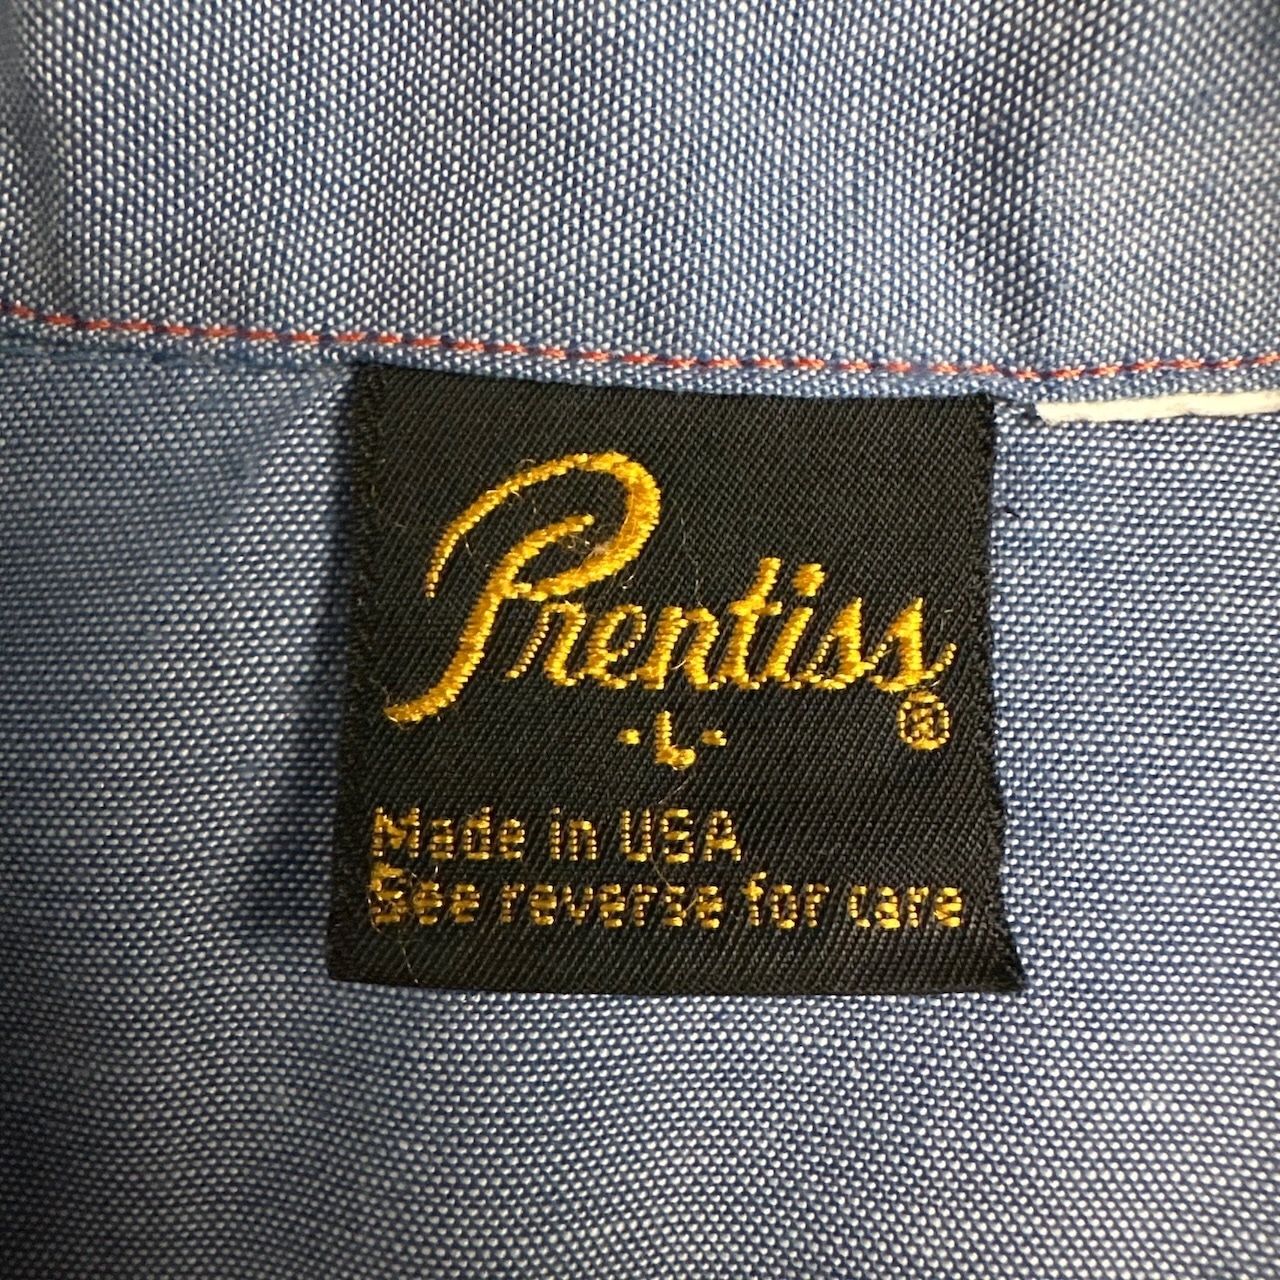 Prentiss®
-L-
Made in USA
See reverse for care